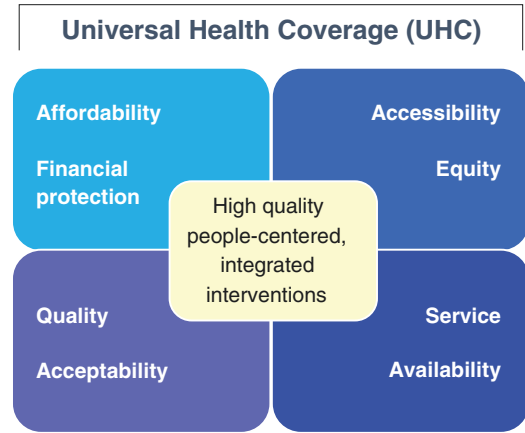 Universal Health Coverage (UHC)
Affordability
Financial
protection
Accessibility
Equity
High quality
people-centered,
integrated
interventions
Quality
Acceptability
Service
Availability